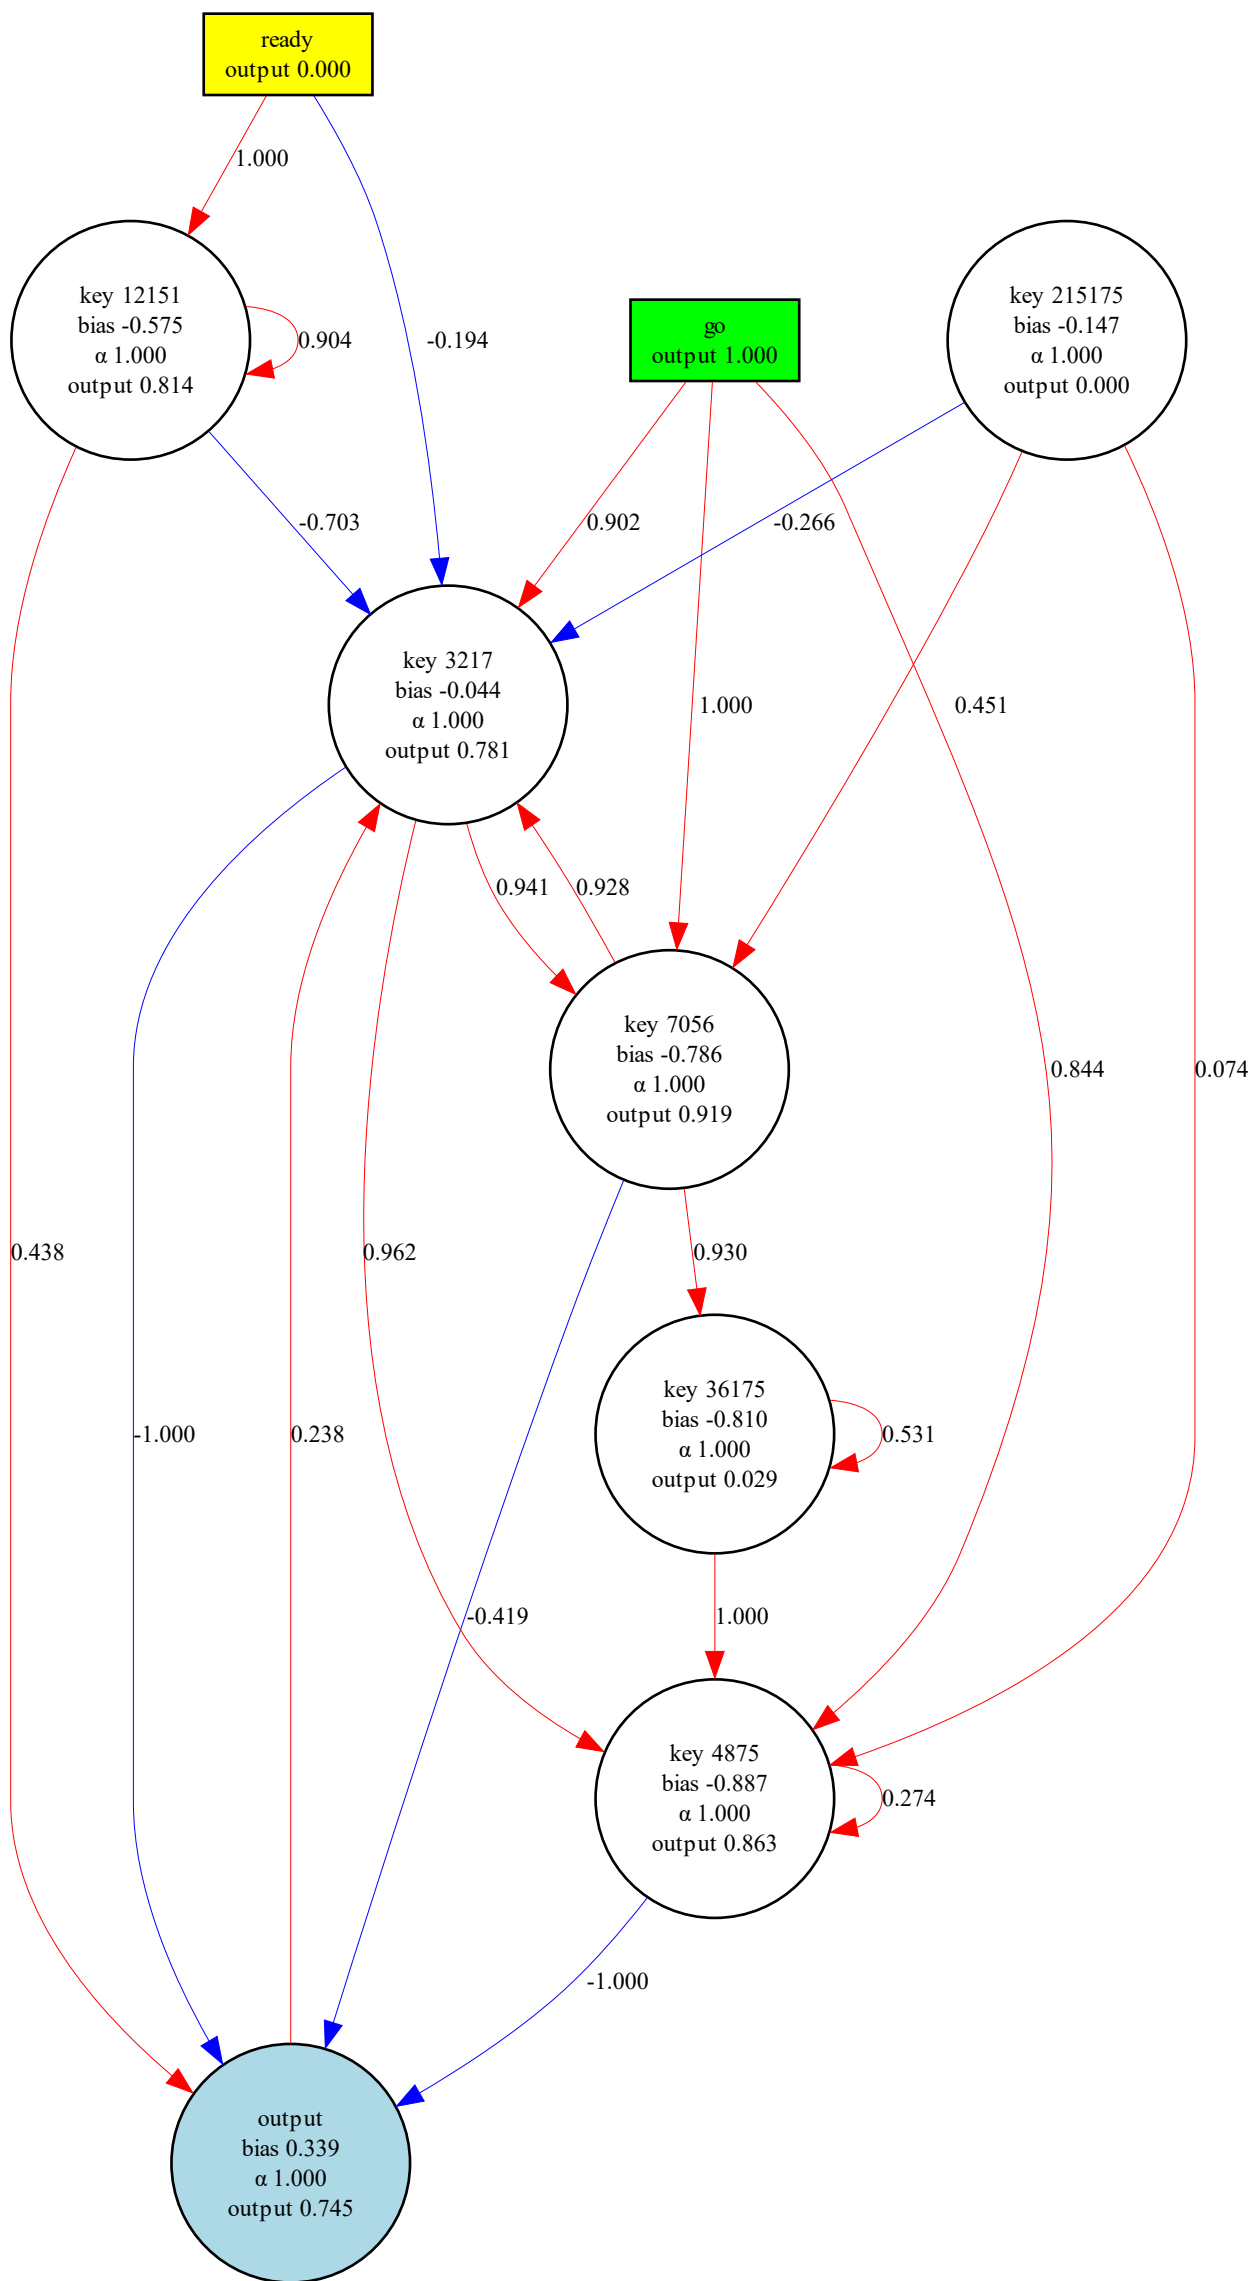 ready
output 0.000
1.000
key 12151
bias -0.575
α 1.000
output 0.814
0.904
-0.194
go
output 1.000
key 215175
bias -0.147
α 1.000
output 0.000
-0.703
0.902
-0.266
key 3217
bias -0.044
α 1.000
output 0.781
1.000
0.451
0.941
0.928
key 7056
bias -0.786
α 1.000
output 0.919
0.844
0.074
0.438
0.962
0.930
key 36175
bias -0.810
α 1.000
output 0.029
-1.000
0.238
0.531
-0.419
1.000
key 4875
bias -0.887
α 1.000
output 0.863
0.274
-1.000
output
bias 0.339
α 1.000
output 0.745